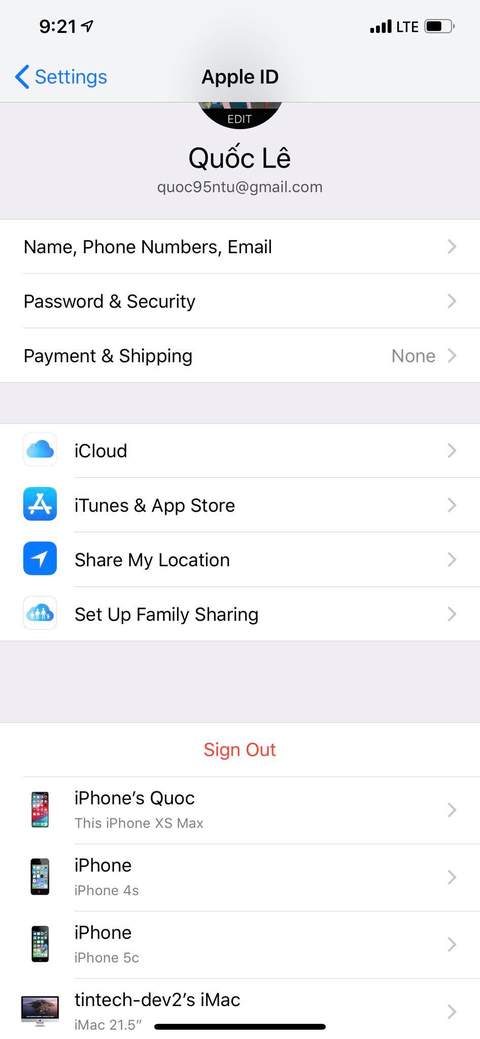 9:21
LTE
Settings
Apple ID
EDIT
Quốc Lê
quoc95ntu@gmail.com
Name, Phone Numbers, Email
Password & Security
Payment & Shipping None
iCloud
iTunes & App Store
Share My Location
Set Up Family Sharing
Sign Out
iPhone’s Quoc
This iPhone XS Max
iPhone
iPhone 4s
iPhone
iPhone 5c
tintech-dev2’s iMac
iMac 21.5″